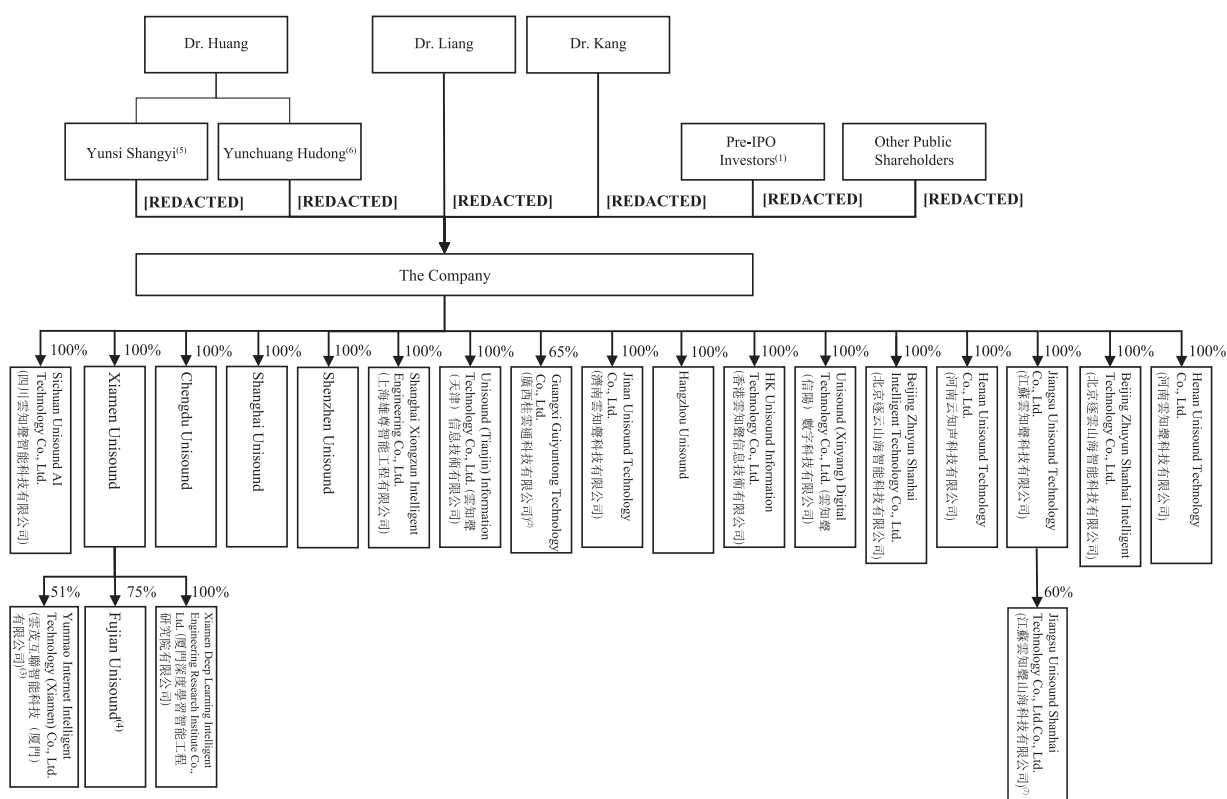 Dr. Huang
Dr. Liang
Dr. Kang
Yunsi Shangyi(5)
Yunchuang Hudong(6)
Pre-IPO
Investors(1)
Other Public
Shareholders
[REDACTED]
[REDACTED]
[REDACTED]
[REDACTED]
[REDACTED]
[REDACTED]
The Company
100%
100%
100%
100%
100%
100%
100%
65%
100%
100%
100%
100%
100%
100%
100%
100%
100%
Sichuan Unisound AI
Technology Co., Ltd.
(四川雲知聲智能科技有限公司)
Xiamen Unisound
Chengdu Unisound
Shanghai Unisound
Shenzhen Unisound
Shanghai Xiongzun Intelligent
Engineering Co., Ltd.
(上海雄尊智能工程有限公司)
Unisound (Tianjin) Information
Technology Co., Ltd. (雲知聲
(天津) 信息技術有限公司)
Guangxi Guiyuntong Technology
Co., Ltd.
(廣西桂雲通科技有限公司)(2)
Jinan Unisound Technology
Co., Ltd.
(濟南雲知聲科技有限公司)
Hangzhou Unisound
HK Unisound Information
Technology Co., Ltd.
(香港雲知聲信息技術有限公司)
Unisound (Xinyang) Digital
Technology Co., Ltd. (雲知聲
(信陽) 數字科技有限公司)
Beijing Zhuyun Shanhai
Intelligent Technology Co., Ltd.
(北京逐云山海智能科技有限公司)
Henan Unisound Technology
Co., Ltd.
(河南云知声科技有限公司)
Jiangsu Unisound Technology
Co., Ltd.
(江蘇雲知聲科技有限公司)
Beijing Zhuyun Shanhai Intelligent
Technology Co., Ltd.
(北京逐雲山海智能科技有限公司)
Henan Unisound Technology
Co., Ltd.
(河南雲知聲科技有限公司)
51%
75%
100%
60%
Yunmao Internet Intelligent
Technology (Xiamen) Co., Ltd.
(雲茂互聯智能科技 (廈門)
有限公司)(3)
Fujian Unisound(4)
Xiamen Deep Learning Intelligent
Engineering Research Institute Co.,
Ltd. (廈門深度學習智能工程
研究院有限公司)
Jiangsu Unisound Shanhai
Technology Co., Ltd.Co., Ltd.
(江蘇雲知聲山海科技有限公司)(7)